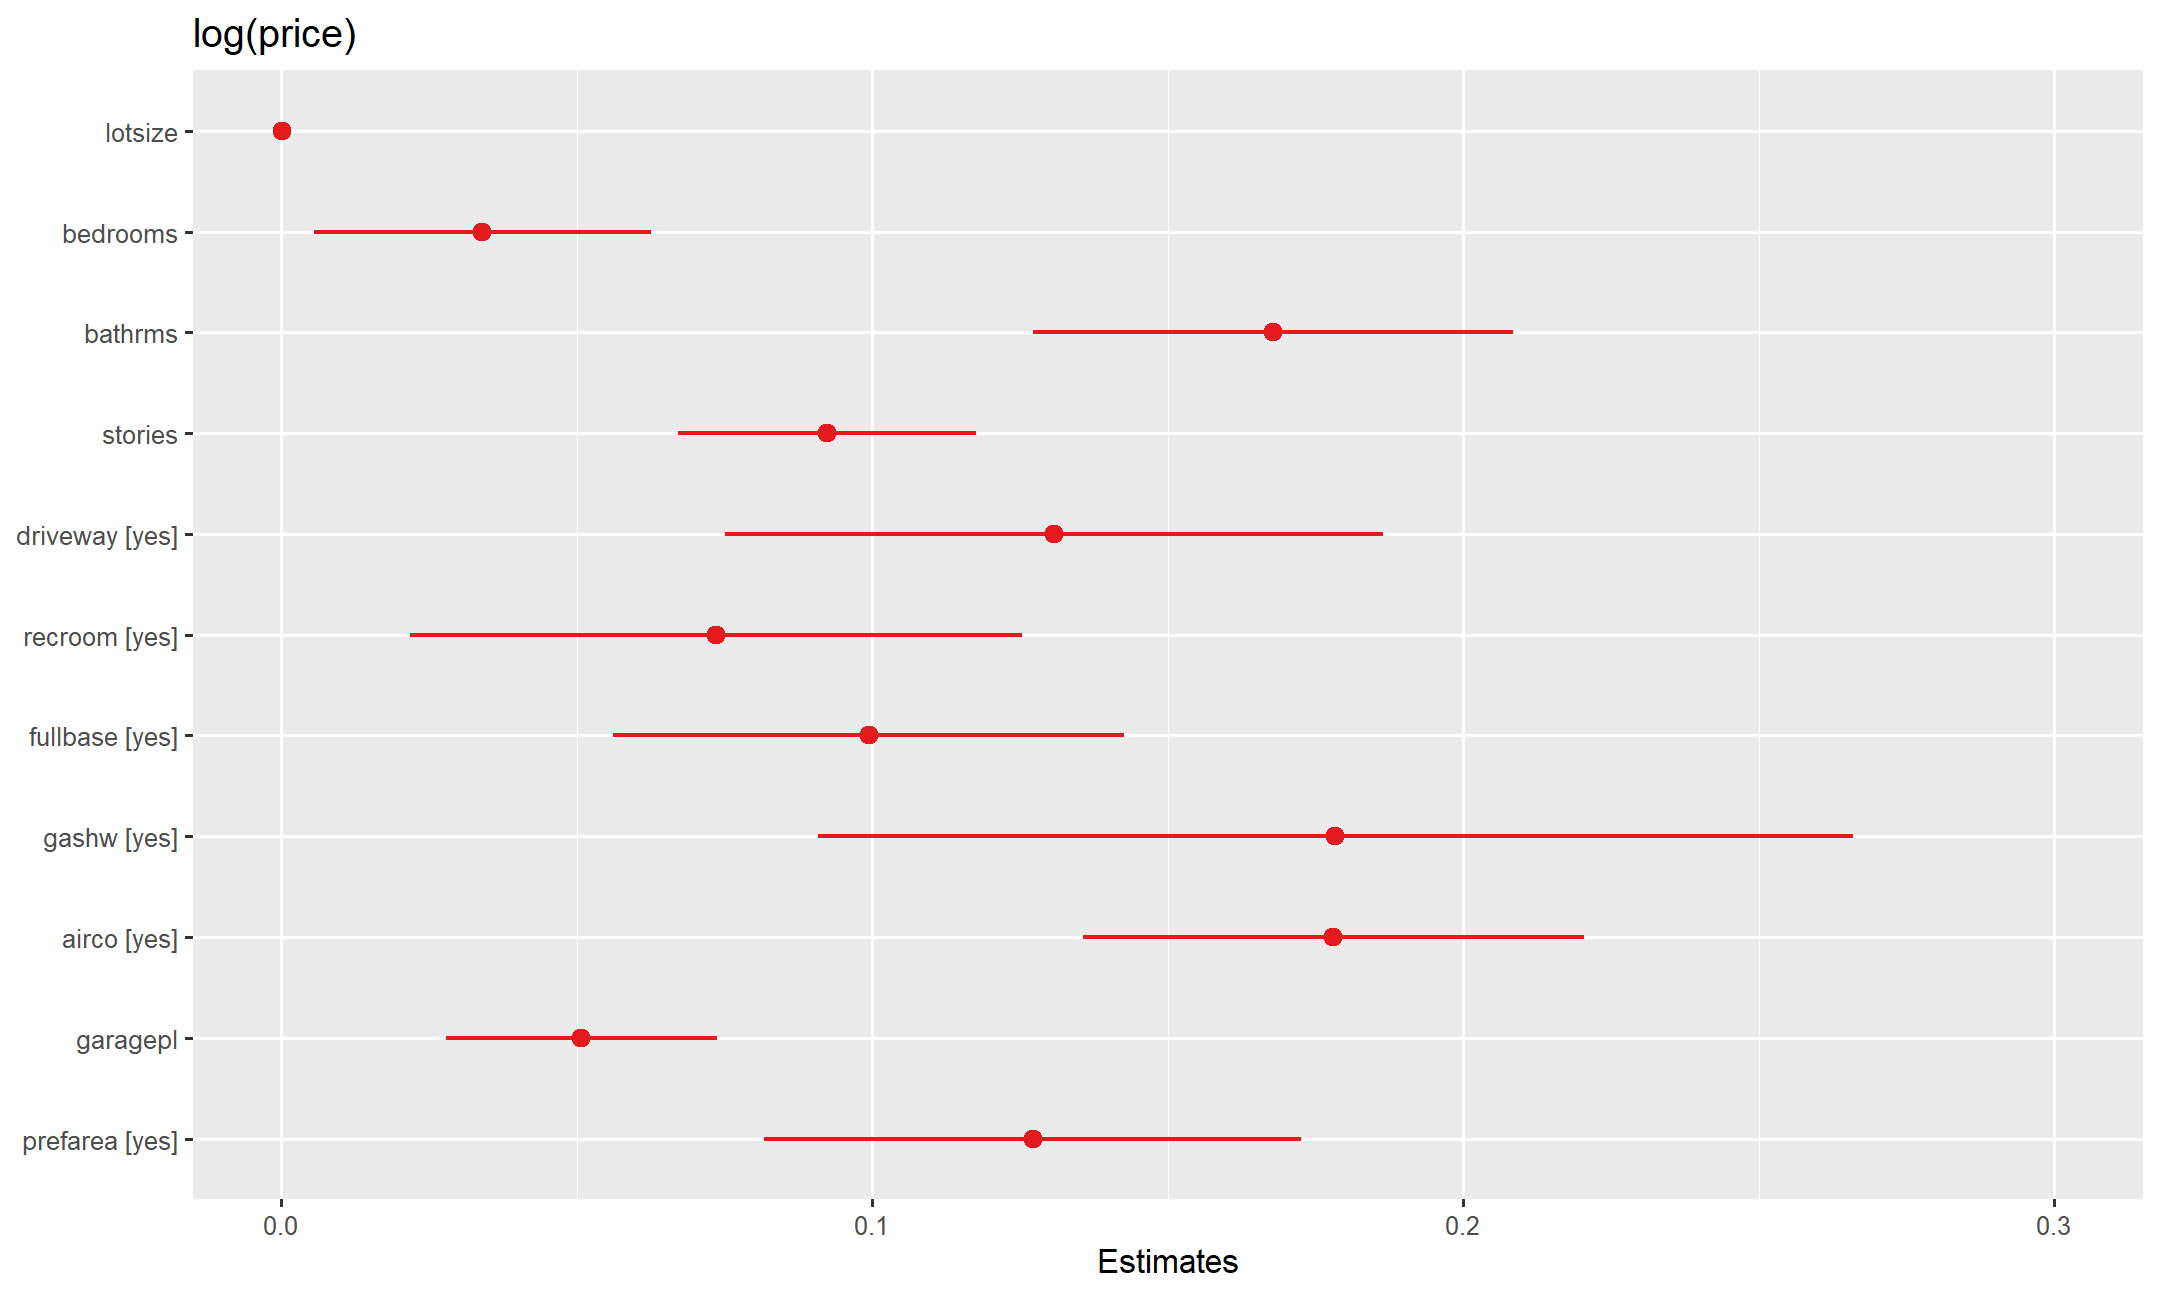 log(price)
lotsize
bedrooms
bathrms
stories
driveway [yes]
recroom [yes]
fullbase [yes]
gashw [yes]
airco [yes]
garagepl
prefarea [yes]
0.0 0.1 0.2 0.3
Estimates